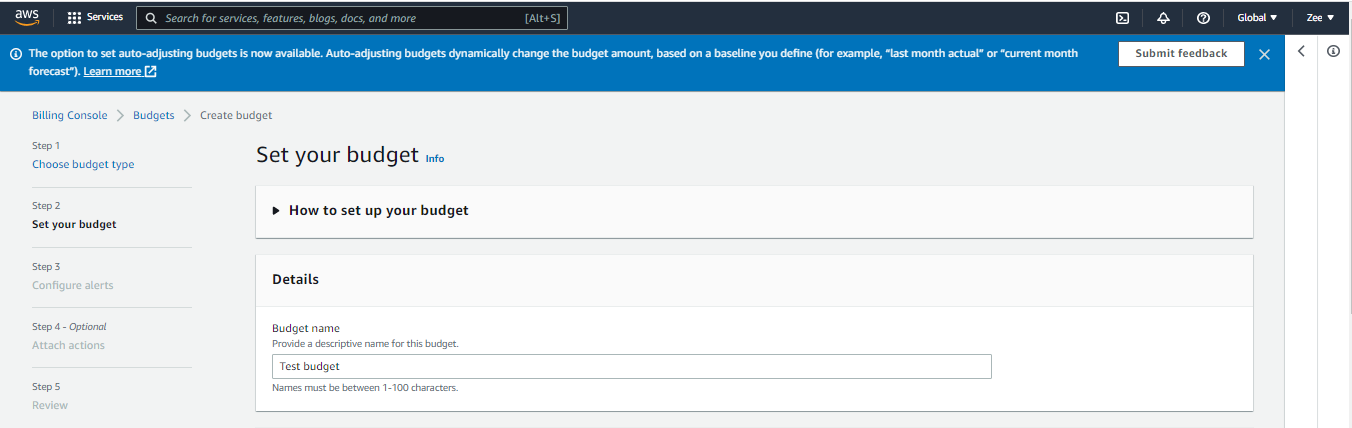 aws Services Search for services, features, blogs, docs, and more [Alt+S] Global Zee
The option to set auto-adjusting budgets is now available. Auto-adjusting budgets dynamically change the budget amount, based on a baseline you define (for example, “last month actual” or “current month
forecast”). Learn more
Submit feedback
Billing Console Budgets Create budget
Step 1
Choose budget type
Step 2
Set your budget
Step 3
Configure alerts
Step 4 - Optional
Attach actions
Step 5
Review
Set your budget Info
How to set up your budget
Details
Budget name
Provide a descriptive name for this budget.
Test budget
Names must be between 1-100 characters.